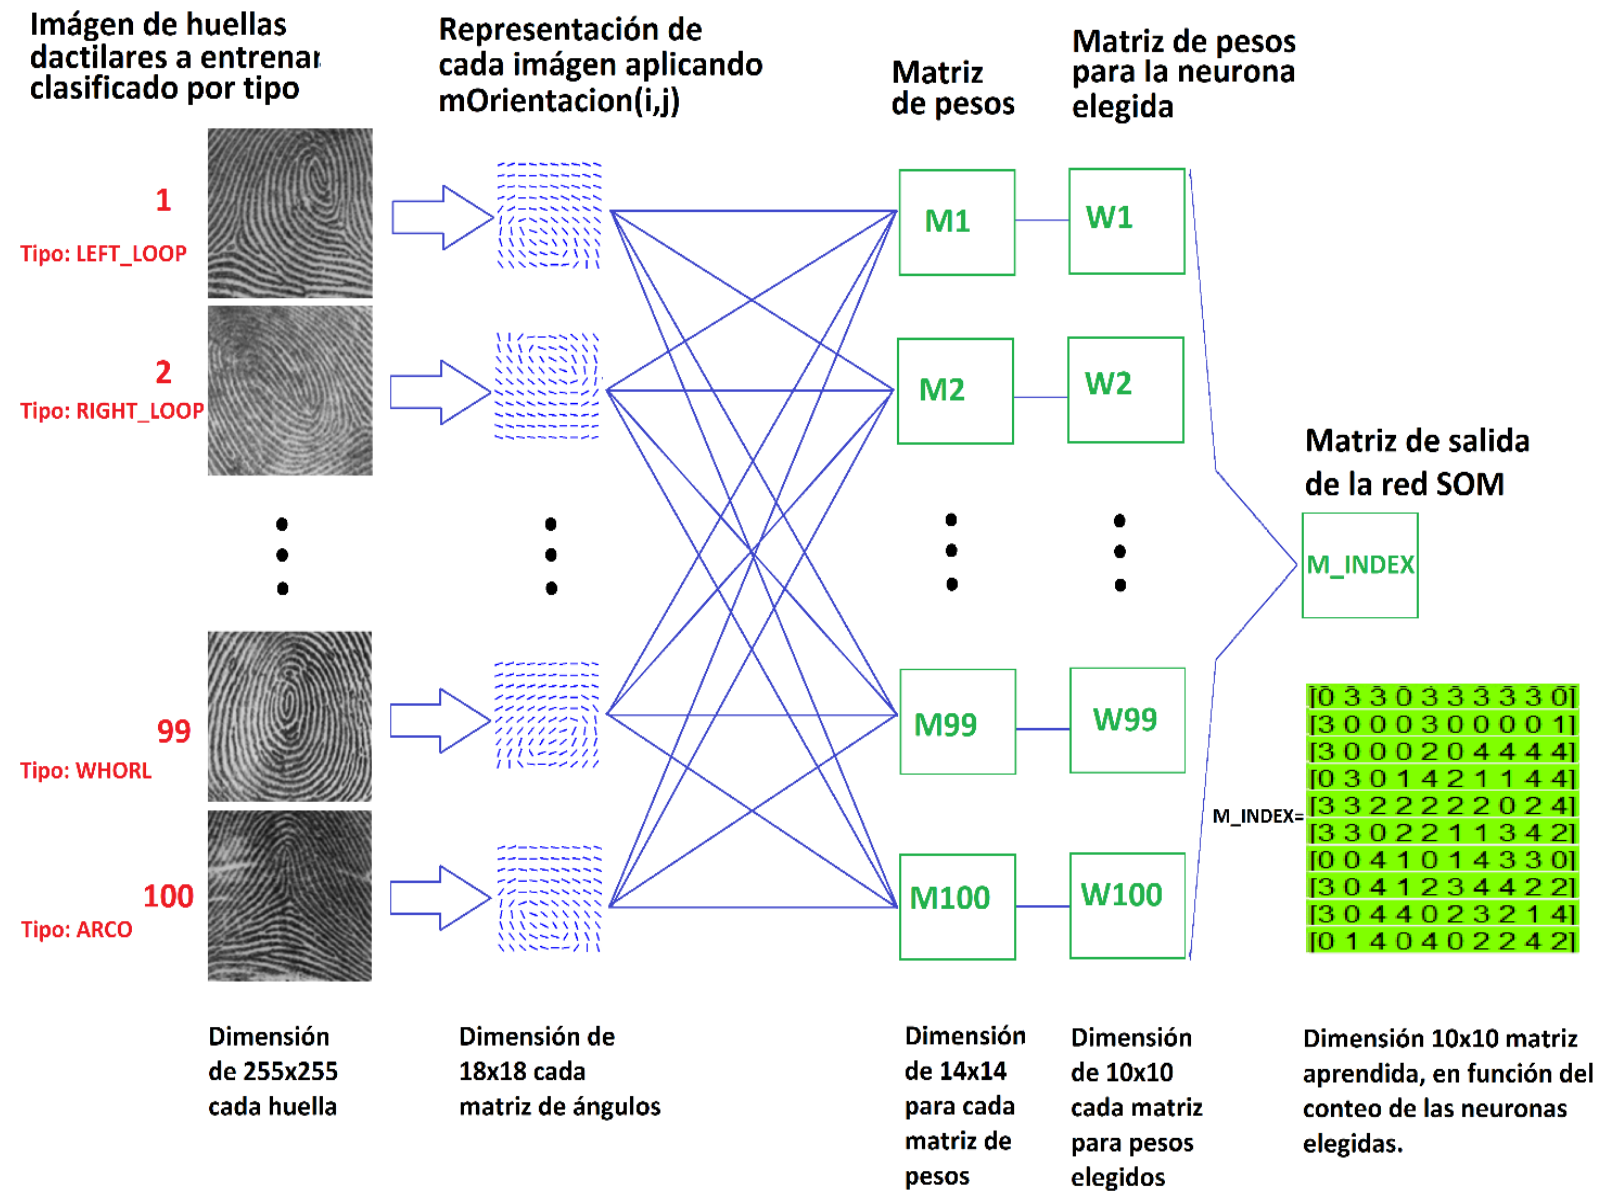 Imágen de huellas
dactilares a entrenar
clasificado por tipo
Representación de
cada imágen aplicando
mOrientacion(i,j)
Matriz
de pesos
Matriz de pesos
para la neurona
elegida
1
Tipo: LEFT_LOOP
M1
W1
2
Tipo: RIGHT_LOOP
M2
W2
Matriz de salida
de la red SOM
M_INDEX
99
Tipo: WHORL
M99
W99
100
Tipo: ARCO
M100
W100
M_INDEX=
[0 3 3 0 3 3 3 3 3 0]
[3 0 0 0 3 0 0 0 0 1]
[3 0 0 0 2 0 4 4 4 4]
[0 3 0 1 4 2 1 1 4 4]
[3 3 2 2 2 2 2 0 2 4]
[3 3 0 2 2 1 1 3 4 2]
[0 0 4 1 0 1 4 3 3 0]
[3 0 4 1 2 3 4 4 2 2]
[3 0 4 4 0 2 3 2 1 4]
[0 1 4 0 4 0 2 2 4 2]
Dimensión
de 255x255
cada huella
Dimensión de
18x18 cada
matriz de ángulos
Dimensión
de 14x14
para cada
matriz de
pesos
Dimensión
de 10x10
cada matriz
para pesos
elegidos
Dimensión 10x10 matriz
aprendida, en función del
conteo de las neuronas
elegidas.